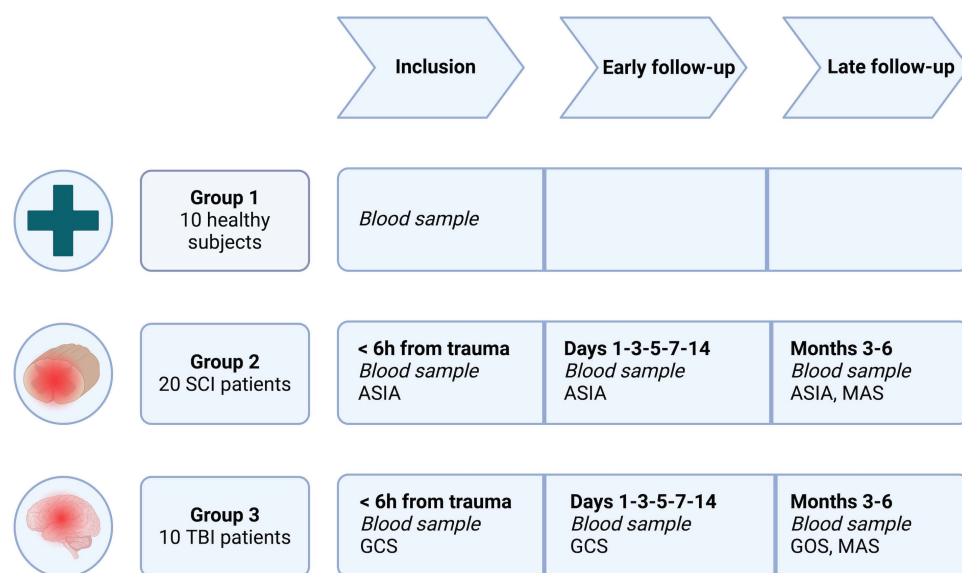 Inclusion
Early follow-up
Late follow-up
Group 1
10 healthy
subjects
Blood sample
Group 2
20 SCI patients
< 6h from trauma
Blood sample
ASIA
Days 1-3-5-7-14
Blood sample
ASIA
Months 3-6
Blood sample
ASIA, MAS
Group 3
10 TBI patients
< 6h from trauma
Blood sample
GCS
Days 1-3-5-7-14
Blood sample
GCS
Months 3-6
Blood sample
GOS, MAS